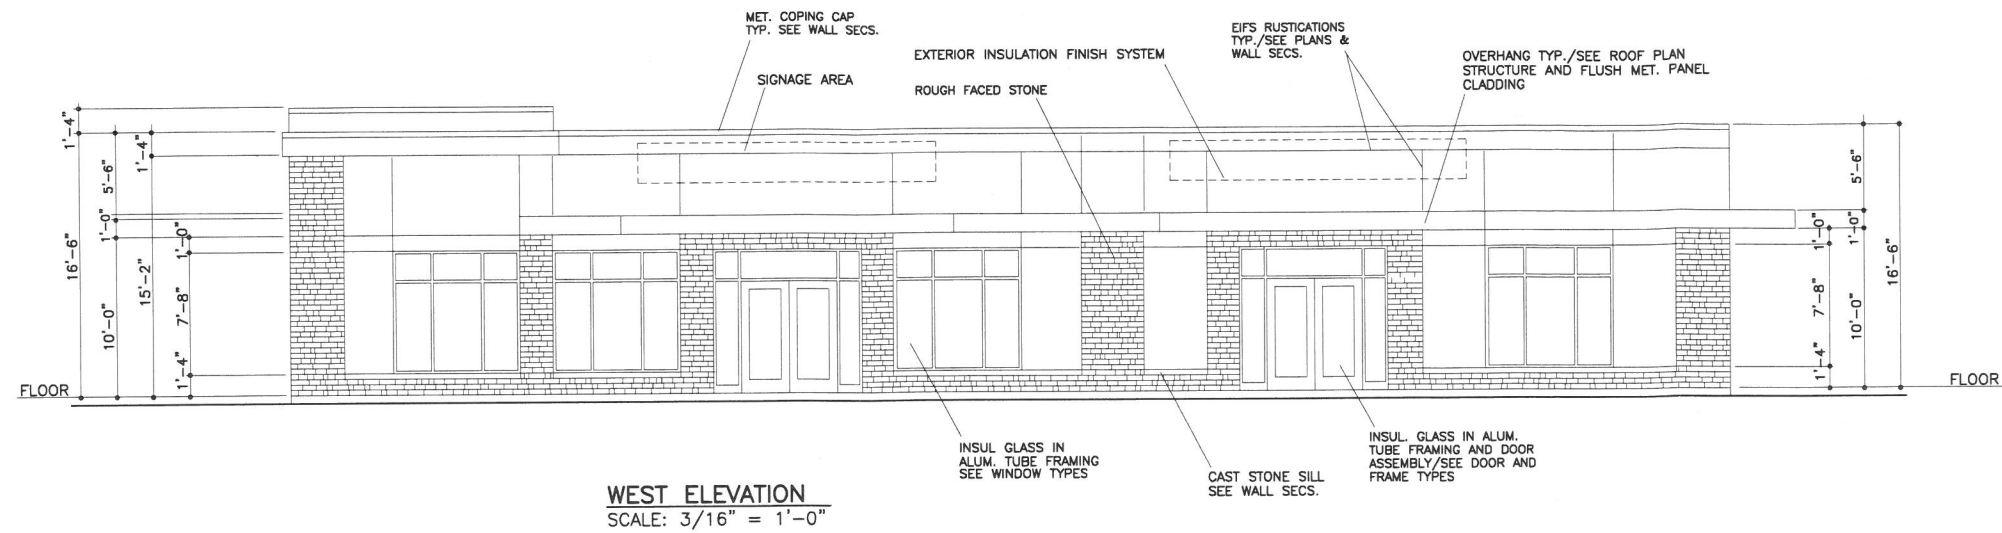 MET. COPING CAP
TYP. SEE WALL SECS.
SIGNAGE AREA
EXTERIOR INSULATION FINISH SYSTEM
ROUGH FACED STONE
EIFS RUSTICATIONS
TYP./SEE PLANS &
WALL SECS.
OVERHANG TYP./SEE ROOF PLAN
STRUCTURE AND FLUSH MET. PANEL
CLADDING
1'-4"
16'-6"
5'-6"
1'-0"
10'-0"
1'-4"
15'-2"
1'-0"
7'-8"
1'-4"
FLOOR
1'-0"
7'-8"
1'-4"
5'-6"
1'-0"
10'-0"
16'-6"
FLOOR
INSUL GLASS IN
ALUM. TUBE FRAMING
SEE WINDOW TYPES
CAST STONE SILL
SEE WALL SECS.
INSUL. GLASS IN ALUM.
TUBE FRAMING AND DOOR
ASSEMBLY/SEE DOOR AND
FRAME TYPES
WEST ELEVATION
SCALE: 3/16" = 1'-0"